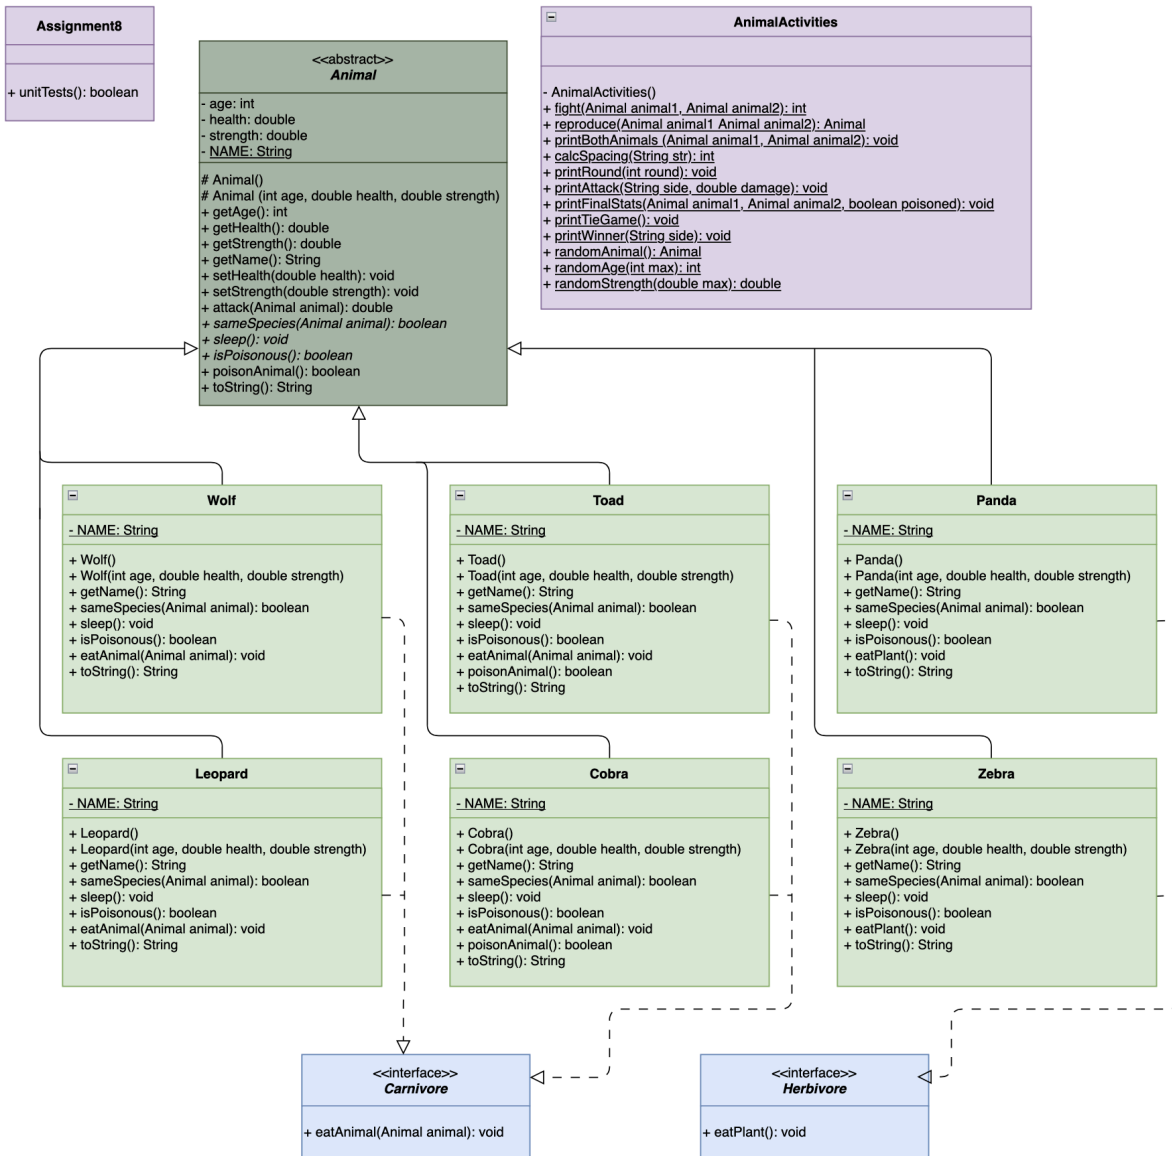 Assignment8
+ unitTests(): boolean
<<abstract>>
Animal
- age: int
- health: double
- strength: double
- NAME: String
# Animal()
# Animal (int age, double health, double strength)
+ getAge(): int
+ getHealth(): double
+ getStrength(): double
+ getName(): String
+ setHealth(double health): void
+ setStrength(double strength): void
+ attack(Animal animal): double
+ sameSpecies(Animal animal): boolean
+ sleep(): void
+ isPoisonous(): boolean
+ poisonAnimal(): boolean
+ toString(): String
AnimalActivities
- AnimalActivities()
+ fight(Animal animal1, Animal animal2): int
+ reproduce(Animal animal1 Animal animal2): Animal
+ printBothAnimals (Animal animal1, Animal animal2): void
+ calcSpacing(String str): int
+ printRound(int round): void
+ printAttack(String side, double damage): void
+ printFinalStats(Animal animal1, Animal animal2, boolean poisoned): void
+ printTieGame(): void
+ printWinner(String side): void
+ randomAnimal(): Animal
+ randomAge(int max): int
+ randomStrength(double max): double
Wolf
- NAME: String
+ Wolf()
+ Wolf(int age, double health, double strength)
+ getName(): String
+ sameSpecies(Animal animal): boolean
+ sleep(): void
+ isPoisonous(): boolean
+ eatAnimal(Animal animal): void
+ toString(): String
Toad
- NAME: String
+ Toad()
+ Toad(int age, double health, double strength)
+ getName(): String
+ sameSpecies(Animal animal): boolean
+ sleep(): void
+ isPoisonous(): boolean
+ eatAnimal(Animal animal): void
+ poisonAnimal(): boolean
+ toString(): String
Panda
- NAME: String
+ Panda()
+ Panda(int age, double health, double strength)
+ getName(): String
+ sameSpecies(Animal animal): boolean
+ sleep(): void
+ isPoisonous(): boolean
+ eatPlant(): void
+ toString(): String
Leopard
- NAME: String
+ Leopard()
+ Leopard(int age, double health, double strength)
+ getName(): String
+ sameSpecies(Animal animal): boolean
+ sleep(): void
+ isPoisonous(): boolean
+ eatAnimal(Animal animal): void
+ toString(): String
Cobra
- NAME: String
+ Cobra()
+ Cobra(int age, double health, double strength)
+ getName(): String
+ sameSpecies(Animal animal): boolean
+ sleep(): void
+ isPoisonous(): boolean
+ eatAnimal(Animal animal): void
+ poisonAnimal(): boolean
+ toString(): String
Zebra
- NAME: String
+ Zebra()
+ Zebra(int age, double health, double strength)
+ getName(): String
+ sameSpecies(Animal animal): boolean
+ sleep(): void
+ isPoisonous(): boolean
+ eatPlant(): void
+ toString(): String
<<interface>>
Carnivore
+ eatAnimal(Animal animal): void
<<interface>>
Herbivore
+ eatPlant(): void